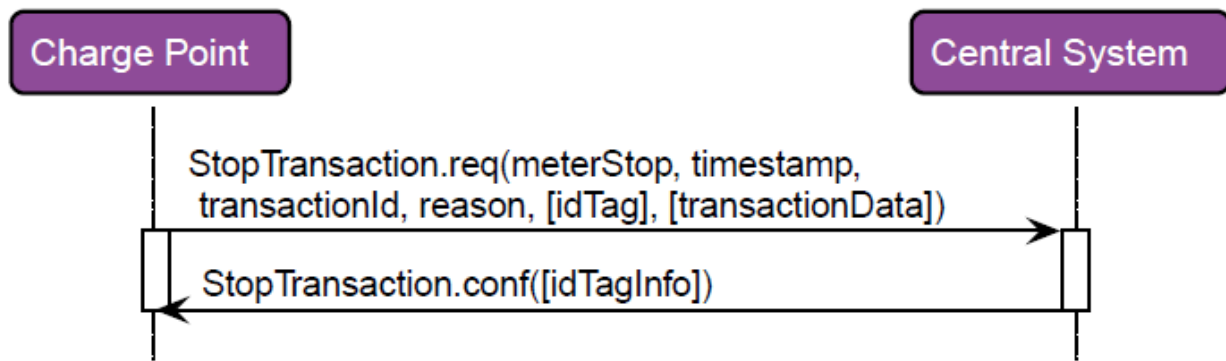 Charge Point
Central System
StopTransaction.req(meterStop, timestamp,
transactionId, reason, [idTag], [transactionData])
StopTransaction.conf([idTagInfo])